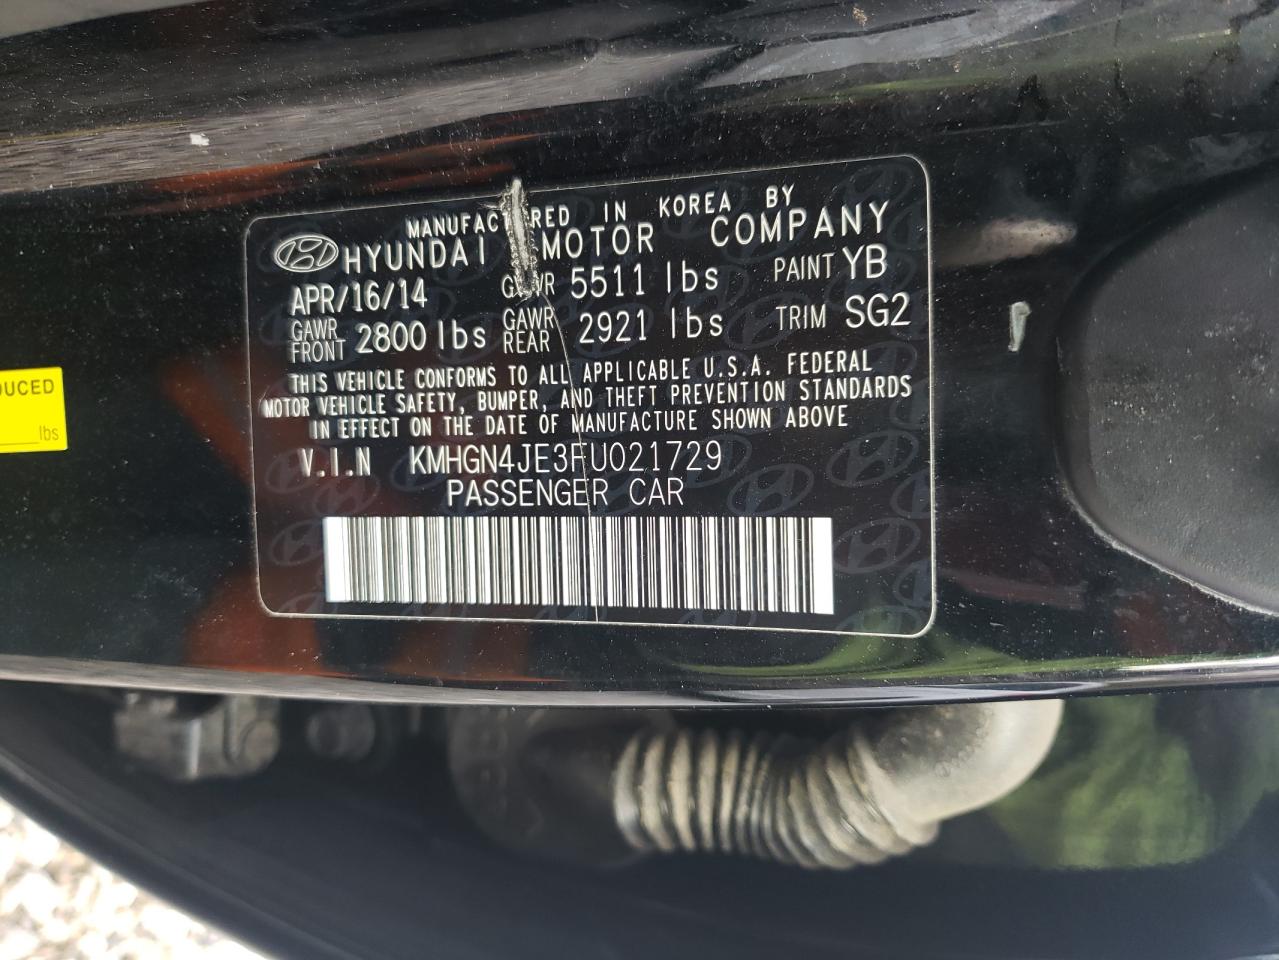 MANUFACTURED IN KOREA BY
HYUNDAI MOTOR COMPANY
APR/16/14 GVWR 5511 lbs PAINT YB
GAWR FRONT 2800 lbs GAWR REAR 2921 lbs TRIM SG2
THIS VEHICLE CONFORMS TO ALL APPLICABLE U.S.A. FEDERAL
MOTOR VEHICLE SAFETY, BUMPER, AND THEFT PREVENTION STANDARDS
IN EFFECT ON THE DATE OF MANUFACTURE SHOWN ABOVE
V.I.N KMHGN4JE3FU021729
PASSENGER CAR
DUCED
lbs